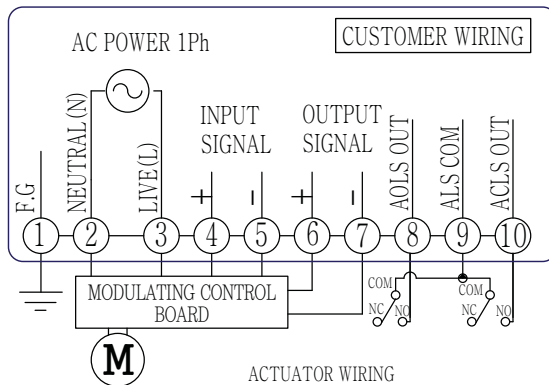 AC POWER 1Ph
CUSTOMER WIRING
F.G
NEUTRAL(N)
LIVE(L)
INPUT
SIGNAL
OUTPUT
SIGNAL
AOLS OUT
ALS COM
ACLS OUT
+
-
+
-
1
2
3
4
5
6
7
8
9
10
MODULATING CONTROL
BOARD
COM
NC
NO
COM
NC
NO
M
ACTUATOR WIRING